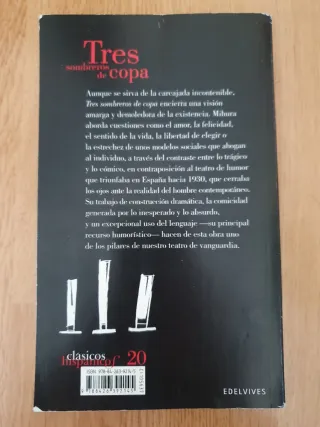 Tres
sombreros
de copa
Aunque se sirva de la carcajada incontenible,
Tres sombreros de copa encierra una visión
amarga y demoledora de la existencia. Mihura
aborda cuestiones como el amor, la felicidad,
el sentido de la vida, la libertad de elegir o
la estrechez de unos modelos sociales que ahogan
al individuo, a través del contraste entre lo trágico
y lo cómico, en contraposición al teatro de humor
que triunfaba en España hacia 1930, que cerraba
los ojos ante la realidad del hombre contemporáneo.
Su trabajo de construcción dramática, la comicidad
generada por lo inesperado y lo absurdo,
y un excepcional uso del lenguaje —su principal
recurso humorístico— hacen de esta obra uno
de los pilares de nuestro teatro de vanguardia.
clásicos
hispánicos 20
EDELVIVES